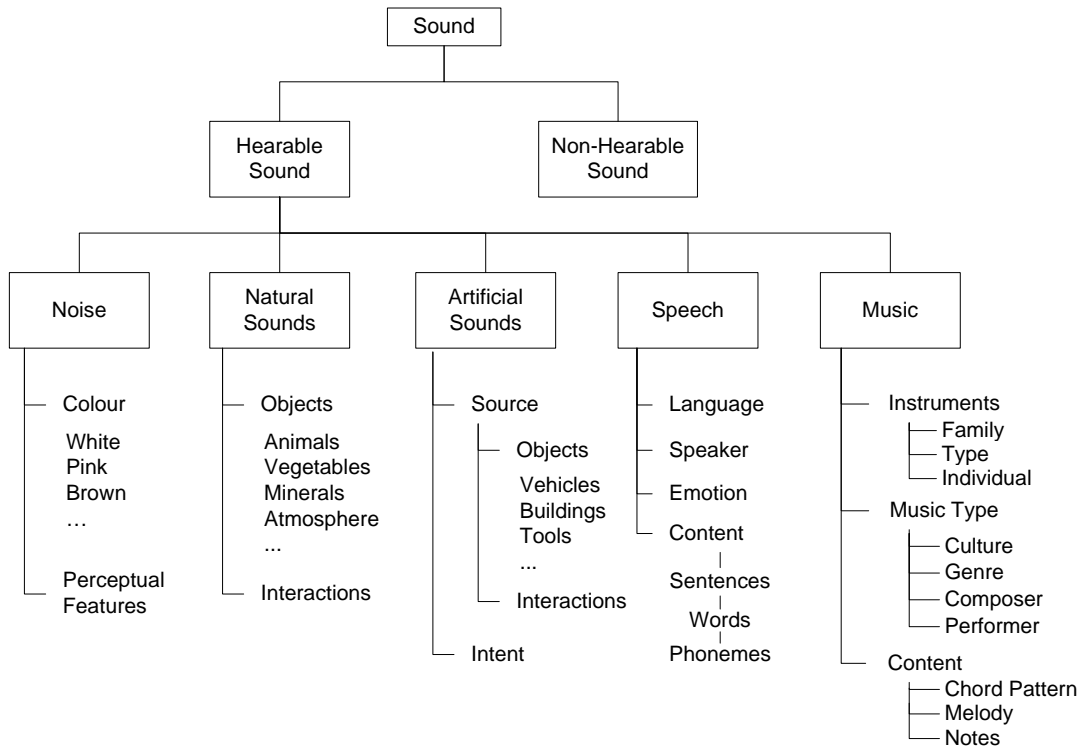 Sound
Hearable
Sound
Non-Hearable
Sound
Noise
Natural
Sounds
Artificial
Sounds
Speech
Music
Colour
White
Pink
Brown
...
Perceptual
Features
Objects
Animals
Vegetables
Minerals
Atmosphere
...
Interactions
Source
Objects
Vehicles
Buildings
Tools
...
Interactions
Intent
Language
Speaker
Emotion
Content
Sentences
Words
Phonemes
Instruments
Family
Type
Individual
Music Type
Culture
Genre
Composer
Performer
Content
Chord Pattern
Melody
Notes